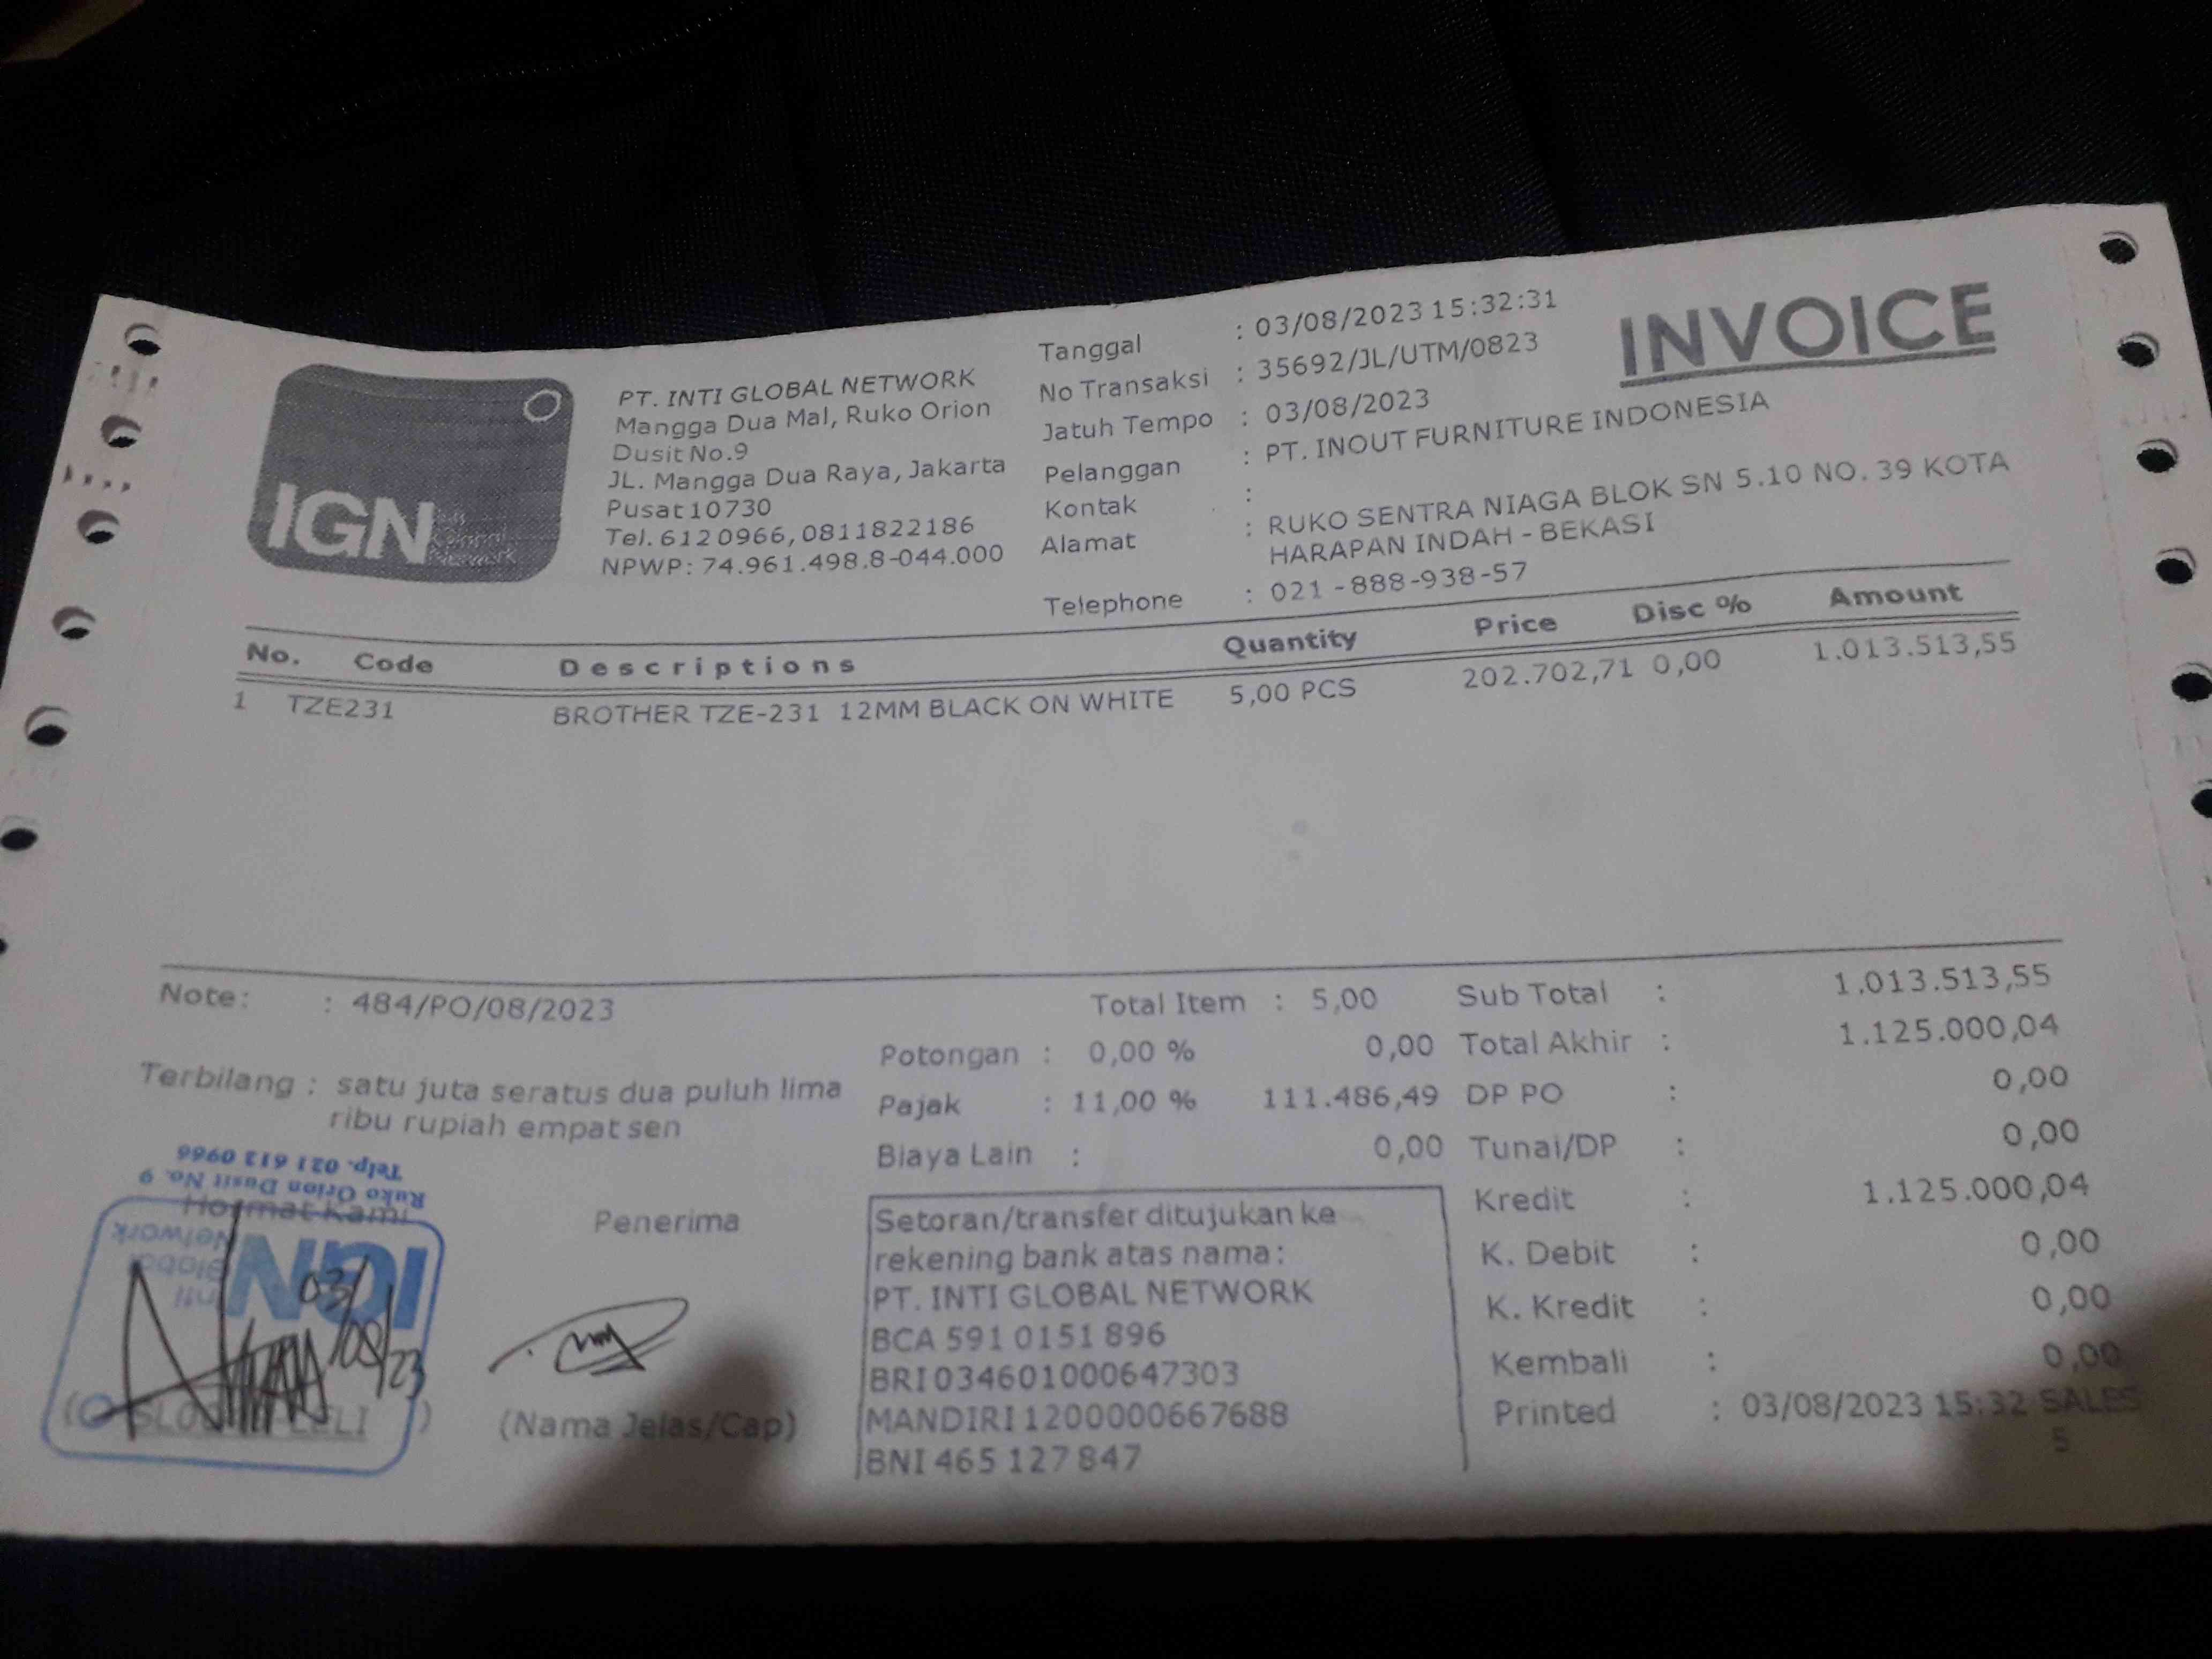 INVOICE
IGN
PT. INTI GLOBAL NETWORK
Mangga Dua Mal, Ruko Orion
Dusit No.9
JL. Mangga Dua Raya, Jakarta
Pusat 10730
Tel. 6120966, 0811822186
NPWP: 74.961.498.8-044.000
Tanggal : 03/08/2023 15:32:31
No Transaksi : 35692/JL/UTM/0823
Jatuh Tempo : 03/08/2023
Pelanggan : PT. INOUT FURNITURE INDONESIA
Kontak :
Alamat : RUKO SENTRA NIAGA BLOK SN 5.10 NO. 39 KOTA
HARAPAN INDAH - BEKASI
Telephone : 021 - 888 - 938 - 57
No. Code Descriptions Quantity Price Disc % Amount
1 TZE231 BROTHER TZE-231 12MM BLACK ON WHITE 5,00 PCS 202.702,71 0,00 1.013.513,55
Note: : 484/PO/08/2023
Terbilang : satu juta seratus dua puluh lima
ribu rupiah empat sen
Total Item : 5,00
Potongan : 0,00 % 0,00
Pajak : 11,00 % 111.486,49
Biaya Lain : 0,00
Sub Total : 1.013.513,55
Total Akhir : 1.125.000,04
DP PO : 0,00
Tunai/DP : 0,00
Kredit : 1.125.000,04
K. Debit : 0,00
K. Kredit : 0,00
Kembali : 0,00
Printed : 03/08/2023 15:32 SALES
5
Setoran/transfer ditujukan ke
rekening bank atas nama:
PT. INTI GLOBAL NETWORK
BCA 591 0151 896
BRI 034601000647303
MANDIRI 1200000667688
BNI 465 127 847
Hormat Kami
Penerima
(Nama Jelas/Cap)
IGN
Inti
Global
Network
Ruko Orion Dusit No. 9
Telp. 021 612 0966
03/08/23